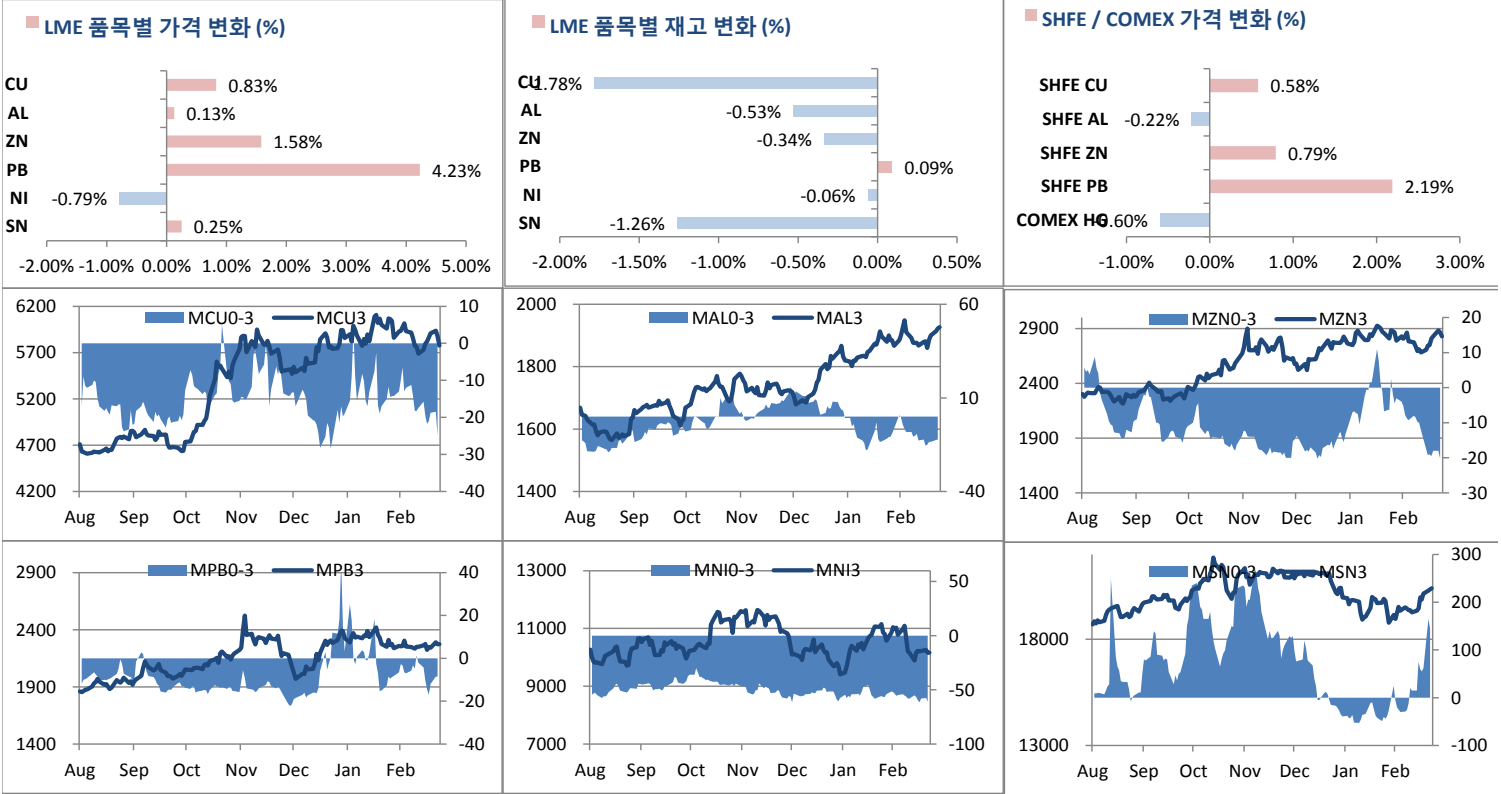 LME 품목별 가격 변화 (%)
CU 0.83%
AL 0.13%
ZN 1.58%
PB 4.23%
NI -0.79%
SN 0.25%
-2.00% -1.00% 0.00% 1.00% 2.00% 3.00% 4.00% 5.00%
LME 품목별 재고 변화 (%)
CU -1.78%
AL -0.53%
ZN -0.34%
PB 0.09%
NI -0.06%
SN -1.26%
-2.00% -1.50% -1.00% -0.50% 0.00% 0.50%
SHFE / COMEX 가격 변화 (%)
SHFE CU 0.58%
SHFE AL -0.22%
SHFE ZN 0.79%
SHFE PB 2.19%
COMEX HG -0.60%
-1.00% 0.00% 1.00% 2.00% 3.00%
MCU0-3 MCU3
6200 10
5700 0
5200 -10
4700 -20
4200 -30
-40
Aug Sep Oct Nov Dec Jan Feb
MAL0-3 MAL3
2000 60
1800 10
1600 -40
1400
Aug Sep Oct Nov Dec Jan Feb
MZN0-3 MZN3
2900 20
2400 10
1900 0
1400 -10
-20
-30
Aug Sep Oct Nov Dec Jan Feb
MPB0-3 MPB3
2900 40
2400 20
1900 0
1400 -20
-40
Aug Sep Oct Nov Dec Jan Feb
MNI0-3 MNI3
13000 50
11000 0
9000 -50
7000 -100
Aug Sep Oct Nov Dec Jan Feb
MSN0-3 MSN3
18000 300
13000 200
100
0
-100
Aug Sep Oct Nov Dec Jan Feb